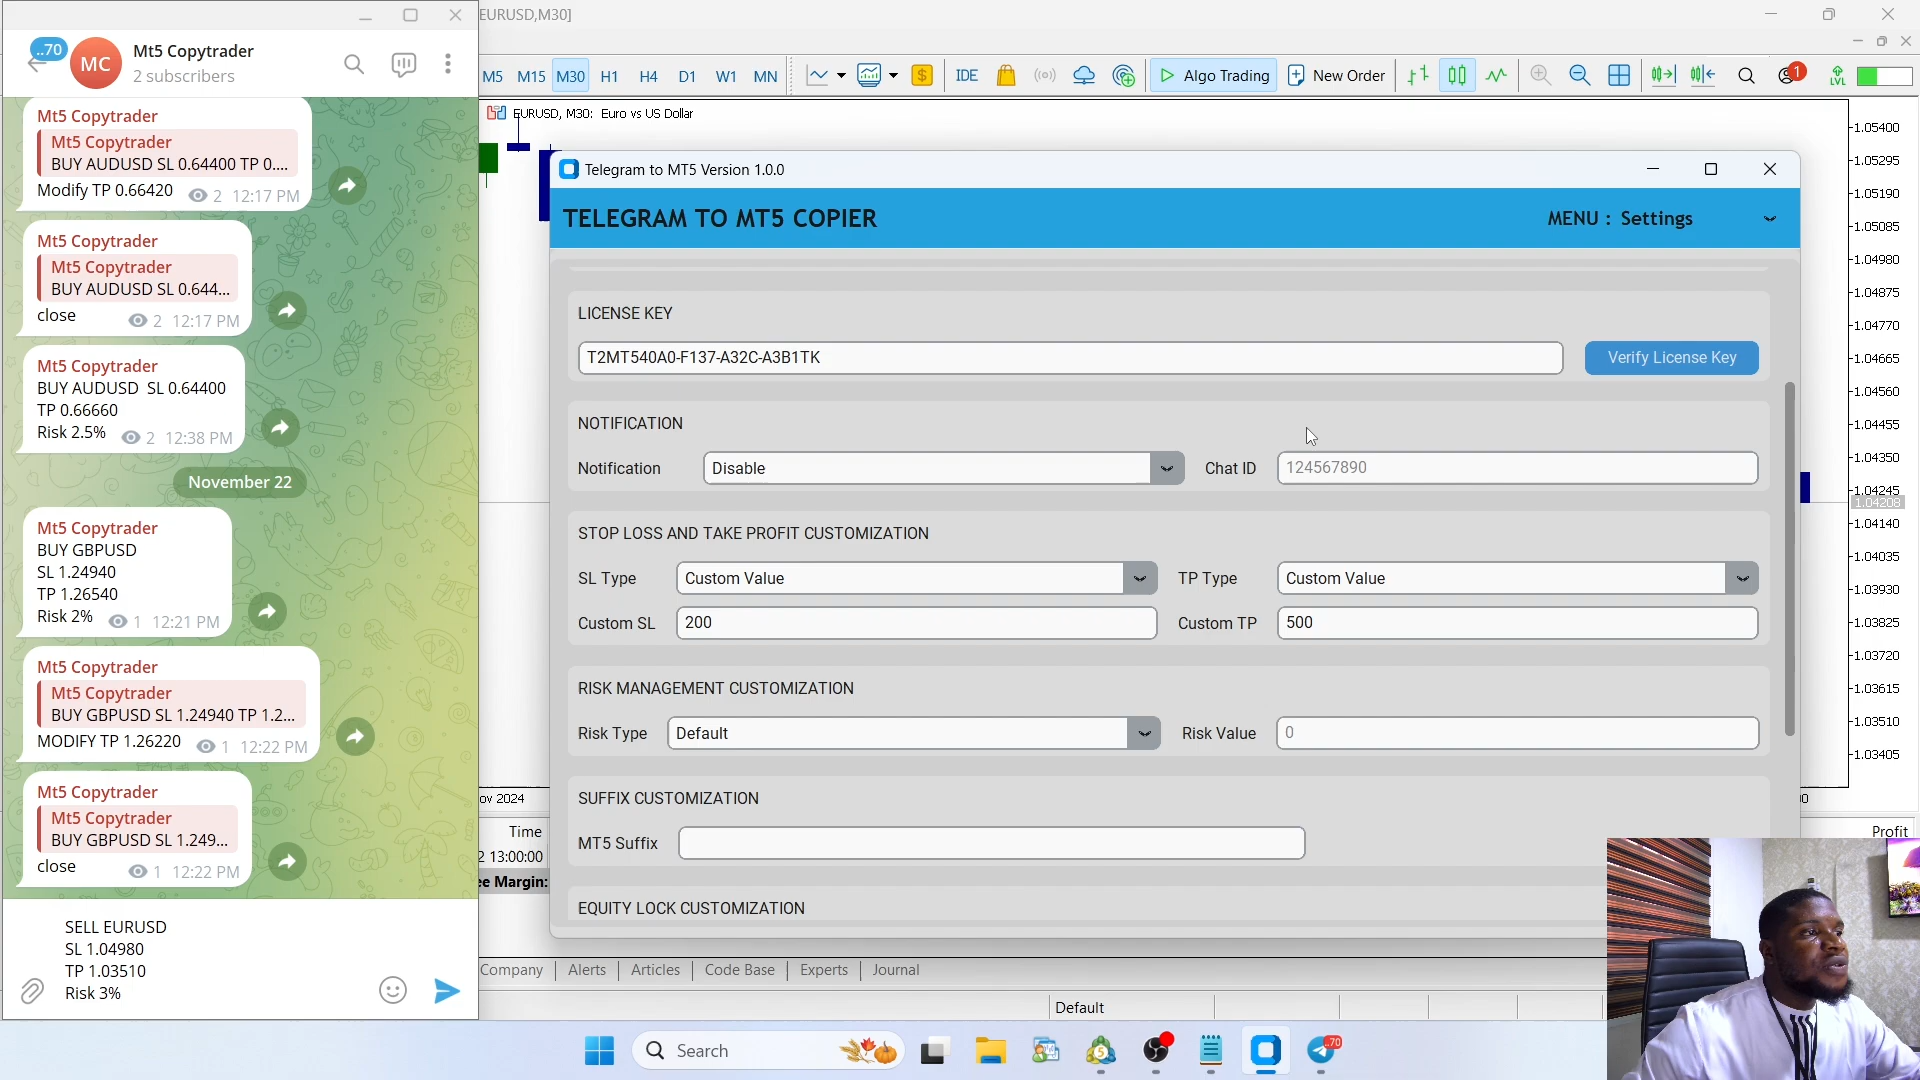 ..70
MC
Mt5 Copytrader
2 subscribers
Mt5 Copytrader
Mt5 Copytrader
BUY AUDUSD SL 0.64400 TP 0....
Modify TP 0.66420
2 12:17 PM
Mt5 Copytrader
Mt5 Copytrader
BUY AUDUSD SL 0.644...
close
2 12:17 PM
Mt5 Copytrader
BUY AUDUSD SL 0.64400
TP 0.66660
Risk 2.5%
2 12:38 PM
November 22
Mt5 Copytrader
BUY GBPUSD
SL 1.24940
TP 1.26540
Risk 2%
1 12:21 PM
Mt5 Copytrader
Mt5 Copytrader
BUY GBPUSD SL 1.24940 TP 1.2...
MODIFY TP 1.26220
1 12:22 PM
Mt5 Copytrader
Mt5 Copytrader
BUY GBPUSD SL 1.249...
close
1 12:22 PM
SELL EURUSD
SL 1.04980
TP 1.03510
Risk 3%
EURUSD,M30]
M5 M15 M30 H1 H4 D1 W1 MN
IDE
Algo Trading
New Order
1
LVL
EURUSD, M30: Euro vs US Dollar
Telegram to MT5 Version 1.0.0
TELEGRAM TO MT5 COPIER
MENU : Settings
LICENSE KEY
T2MT540A0-F137-A32C-A3B1TK
Verify License Key
NOTIFICATION
Notification
Disable
Chat ID
124567890
STOP LOSS AND TAKE PROFIT CUSTOMIZATION
SL Type
Custom Value
TP Type
Custom Value
Custom SL
200
Custom TP
500
RISK MANAGEMENT CUSTOMIZATION
Risk Type
Default
Risk Value
0
SUFFIX CUSTOMIZATION
MT5 Suffix
EQUITY LOCK CUSTOMIZATION
1.05400
1.05295
1.05190
1.05085
1.04980
1.04875
1.04770
1.04665
1.04560
1.04455
1.04350
1.04245
1.04208
1.04140
1.04035
1.03930
1.03825
1.03720
1.03615
1.03510
1.03405
ov 2024
Time
2 13:00:00
ee Margin:
Profit
Company
Alerts
Articles
Code Base
Experts
Journal
Default
Search
5
70